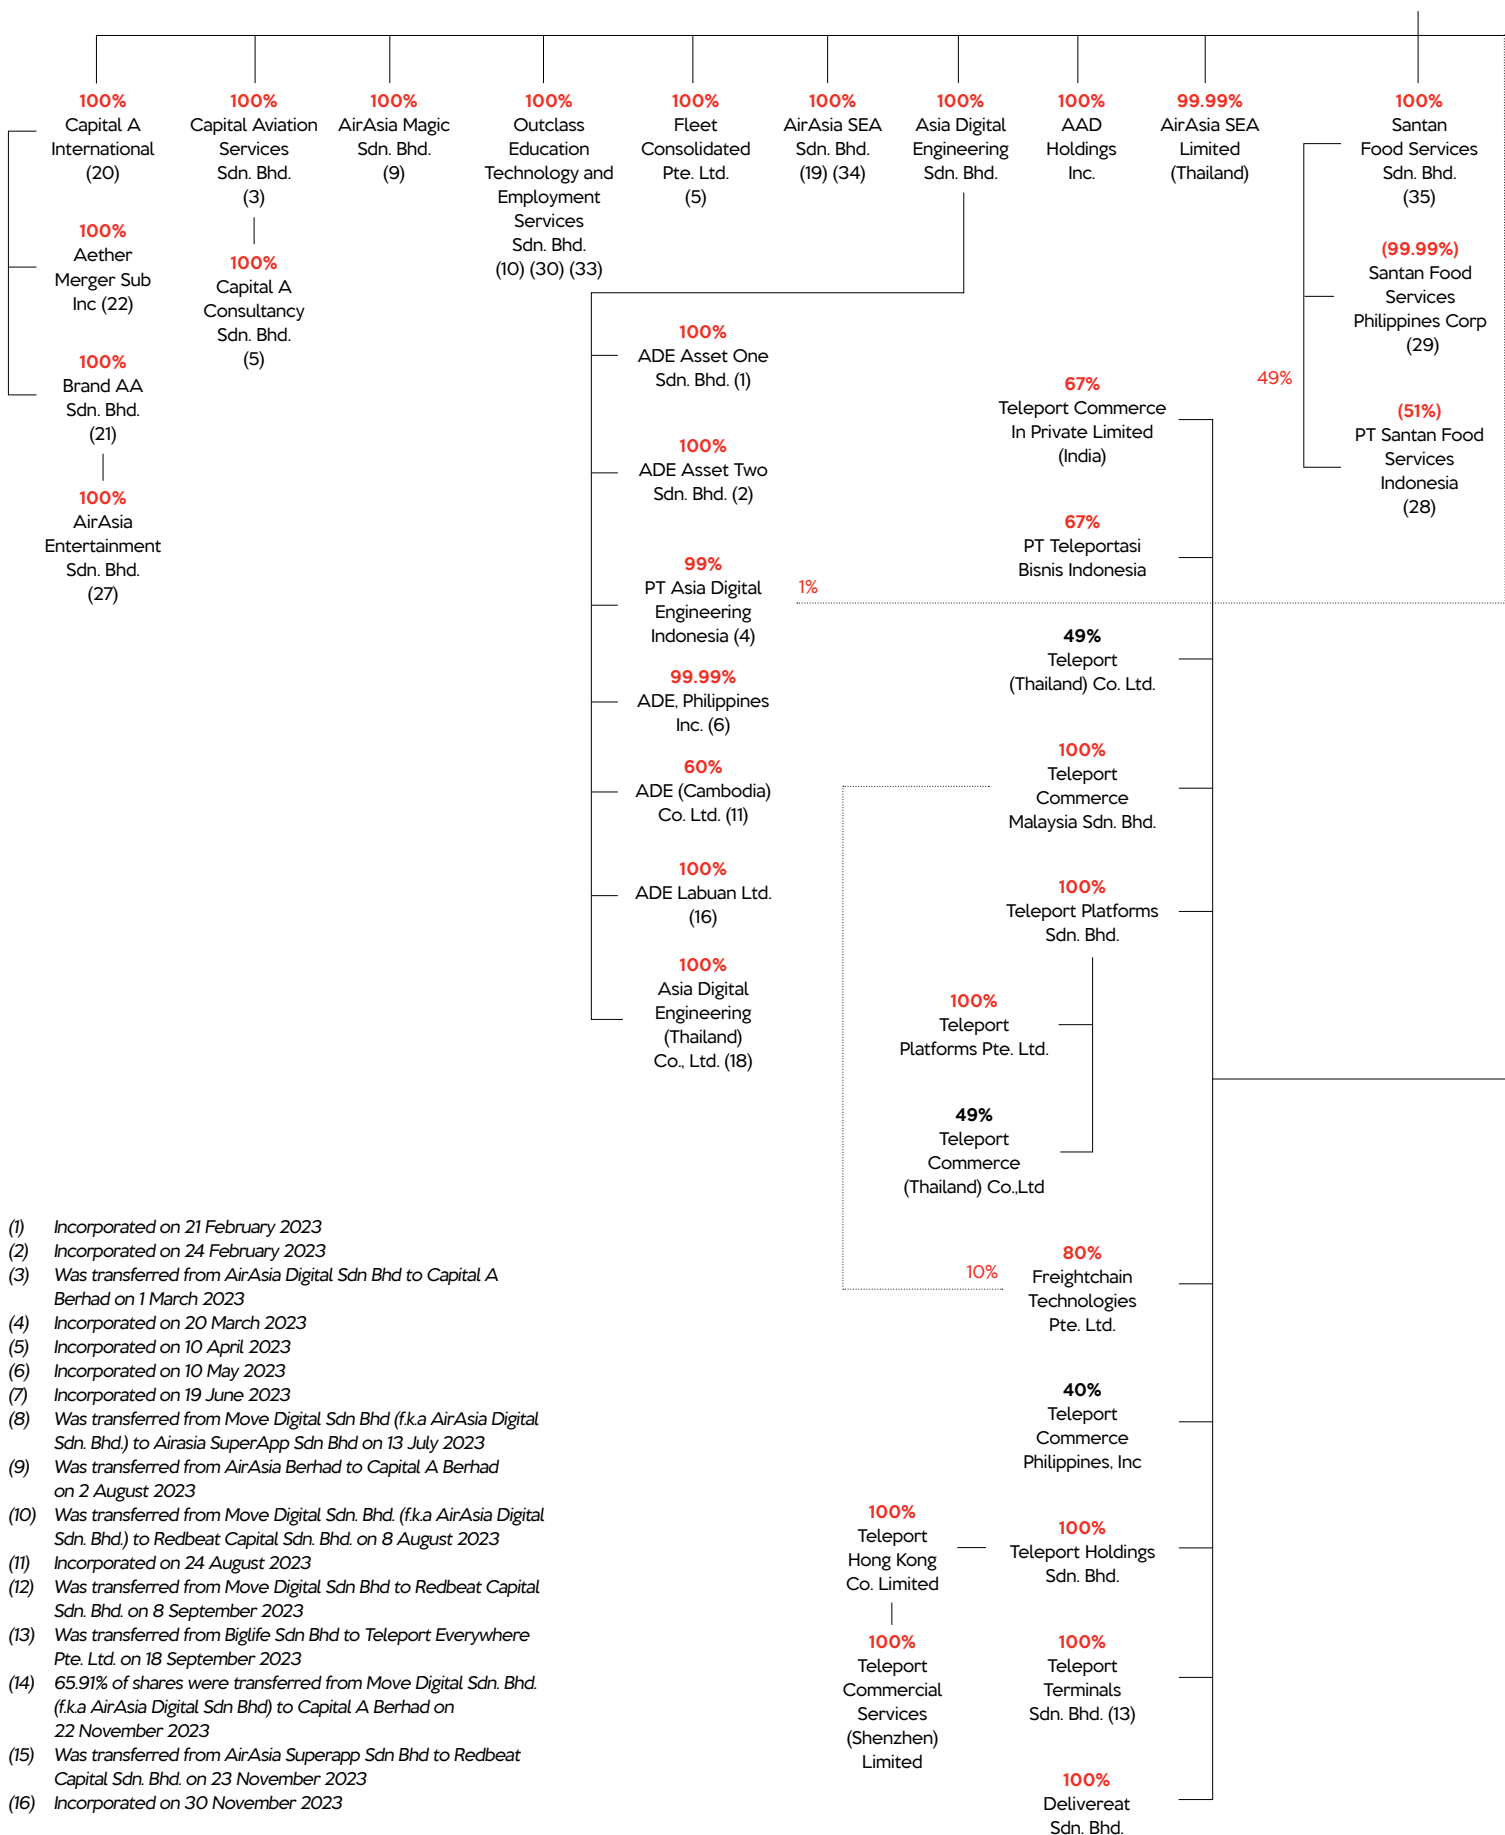 100%
Capital A
International
(20)
100%
Aether
Merger Sub
Inc (22)
100%
Brand AA
Sdn. Bhd.
(21)
100%
AirAsia
Entertainment
Sdn. Bhd.
(27)
100%
Capital Aviation
Services
Sdn. Bhd.
(3)
100%
Capital A
Consultancy
Sdn. Bhd.
(5)
100%
AirAsia Magic
Sdn. Bhd.
(9)
100%
Outclass
Education
Technology and
Employment
Services
Sdn. Bhd.
(10) (30) (33)
100%
Fleet
Consolidated
Pte. Ltd.
(5)
100%
AirAsia SEA
Sdn. Bhd.
(19) (34)
100%
Asia Digital
Engineering
Sdn. Bhd.
100%
AAD
Holdings
Inc.
99.99%
AirAsia SEA
Limited
(Thailand)
100%
Santan
Food Services
Sdn. Bhd.
(35)
(99.99%)
Santan Food
Services
Philippines Corp
(29)
49%
(51%)
PT Santan Food
Services
Indonesia
(28)
100%
ADE Asset One
Sdn. Bhd. (1)
100%
ADE Asset Two
Sdn. Bhd. (2)
99%
PT Asia Digital
Engineering
Indonesia (4)
1%
99.99%
ADE, Philippines
Inc. (6)
60%
ADE (Cambodia)
Co. Ltd. (11)
100%
ADE Labuan Ltd.
(16)
100%
Asia Digital
Engineering
(Thailand)
Co., Ltd. (18)
67%
Teleport Commerce
In Private Limited
(India)
67%
PT Teleportasi
Bisnis Indonesia
49%
Teleport
(Thailand) Co. Ltd.
100%
Teleport
Commerce
Malaysia Sdn. Bhd.
100%
Teleport Platforms
Sdn. Bhd.
100%
Teleport
Platforms Pte. Ltd.
49%
Teleport
Commerce
(Thailand) Co.,Ltd
10%
80%
Freightchain
Technologies
Pte. Ltd.
40%
Teleport
Commerce
Philippines, Inc
100%
Teleport
Hong Kong
Co. Limited
100%
Teleport Holdings
Sdn. Bhd.
100%
Teleport
Commercial
Services
(Shenzhen)
Limited
100%
Teleport
Terminals
Sdn. Bhd. (13)
100%
Delivereat
Sdn. Bhd.
(1) Incorporated on 21 February 2023
(2) Incorporated on 24 February 2023
(3) Was transferred from AirAsia Digital Sdn Bhd to Capital A
Berhad on 1 March 2023
(4) Incorporated on 20 March 2023
(5) Incorporated on 10 April 2023
(6) Incorporated on 10 May 2023
(7) Incorporated on 19 June 2023
(8) Was transferred from Move Digital Sdn Bhd (f.k.a AirAsia Digital
Sdn. Bhd.) to Airasia SuperApp Sdn Bhd on 13 July 2023
(9) Was transferred from AirAsia Berhad to Capital A Berhad
on 2 August 2023
(10) Was transferred from Move Digital Sdn. Bhd. (f.k.a AirAsia Digital
Sdn. Bhd.) to Redbeat Capital Sdn. Bhd. on 8 August 2023
(11) Incorporated on 24 August 2023
(12) Was transferred from Move Digital Sdn Bhd to Redbeat Capital
Sdn. Bhd. on 8 September 2023
(13) Was transferred from Biglife Sdn Bhd to Teleport Everywhere
Pte. Ltd. on 18 September 2023
(14) 65.91% of shares were transferred from Move Digital Sdn. Bhd.
(f.k.a AirAsia Digital Sdn Bhd) to Capital A Berhad on
22 November 2023
(15) Was transferred from AirAsia Superapp Sdn Bhd to Redbeat
Capital Sdn. Bhd. on 23 November 2023
(16) Incorporated on 30 November 2023